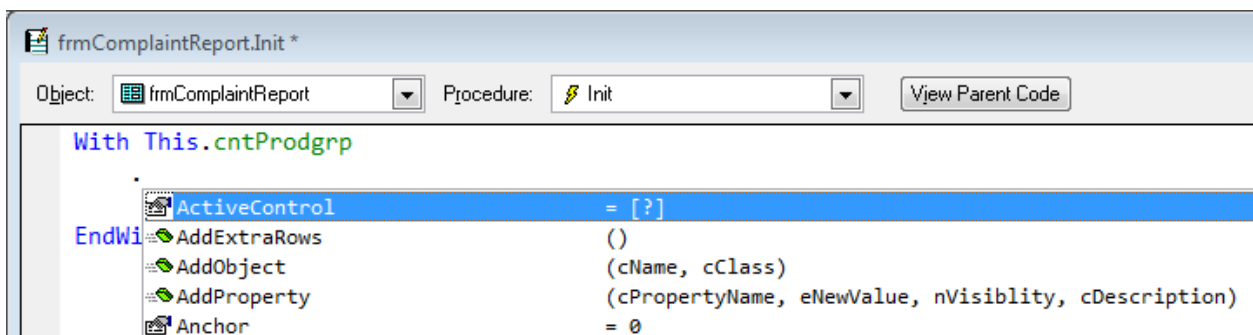 frmComplaintReport.Init *
Object: frmComplaintReport Procedure: Init View Parent Code
With This.cntProdgrp
.
ActiveControl = [?]
EndWi AddExtraRows ()
AddObject (cName, cClass)
AddProperty (cPropertyName, eNewValue, nVisiblity, cDescription)
Anchor = 0